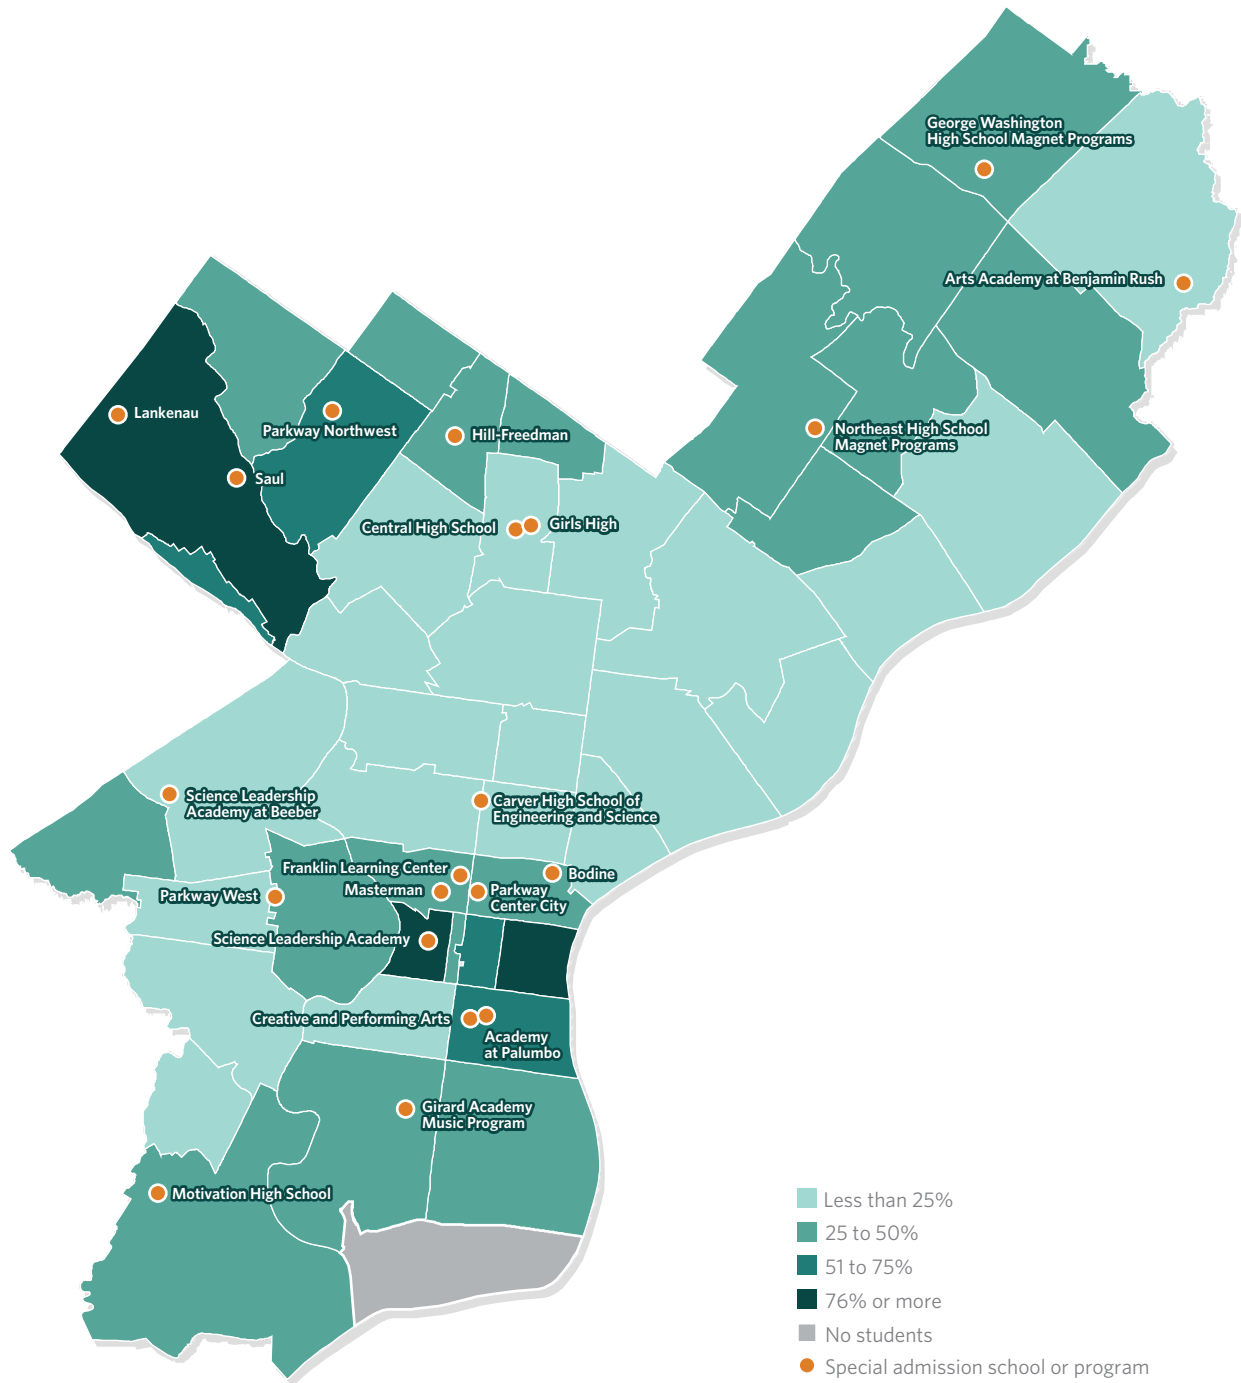 George Washington
High School Magnet Programs
Arts Academy at Benjamin Rush
Lankenau
Parkway Northwest
Hill-Freedman
Northeast High School
Magnet Programs
Saul
Central High School
Girls High
Science Leadership
Academy at Beeber
Carver High School of
Engineering and Science
Franklin Learning Center
Bodine
Masterman
Parkway
Center City
Parkway West
Science Leadership Academy
Creative and Performing Arts
Academy
at Palumbo
Girard Academy
Music Program
Motivation High School
Less than 25%
25 to 50%
51 to 75%
76% or more
No students
Special admission school or program